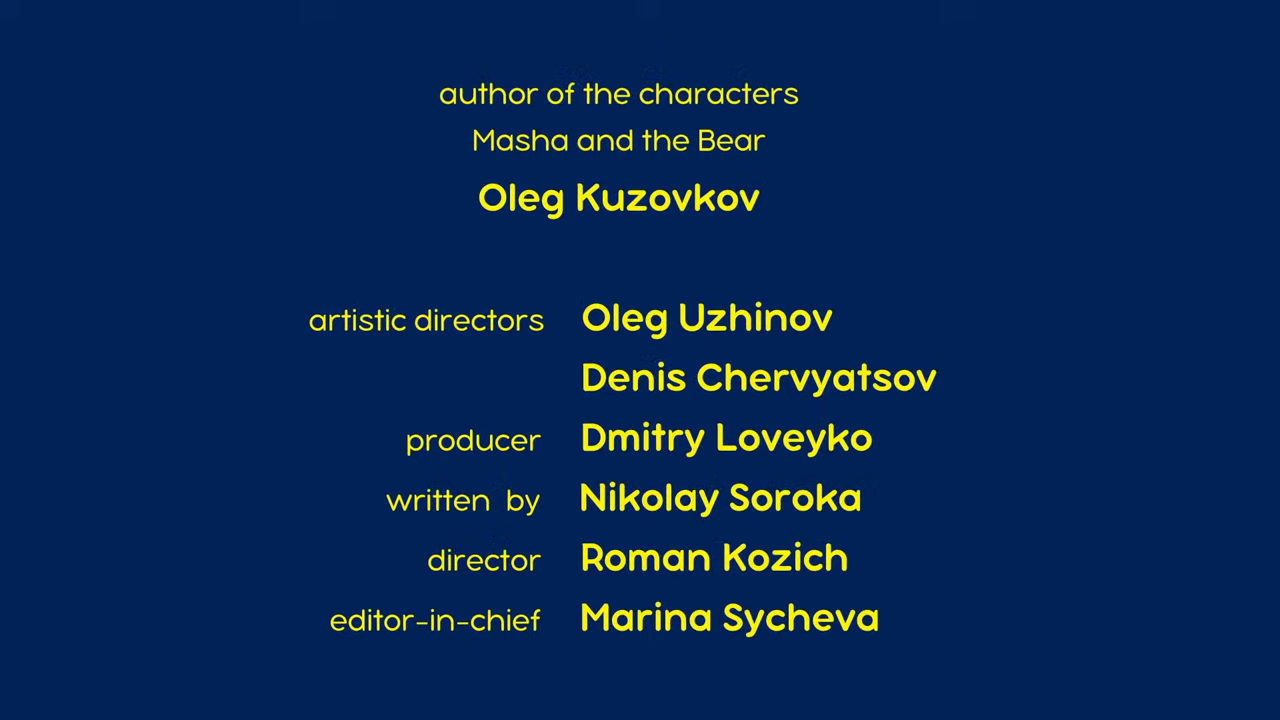 author of the characters
Masha and the Bear
Oleg Kuzovkov
artistic directors Oleg Uzhinov
Denis Chervyatsov
producer Dmitry Loveyko
written by Nikolay Soroka
director Roman Kozich
editor-in-chief Marina Sycheva